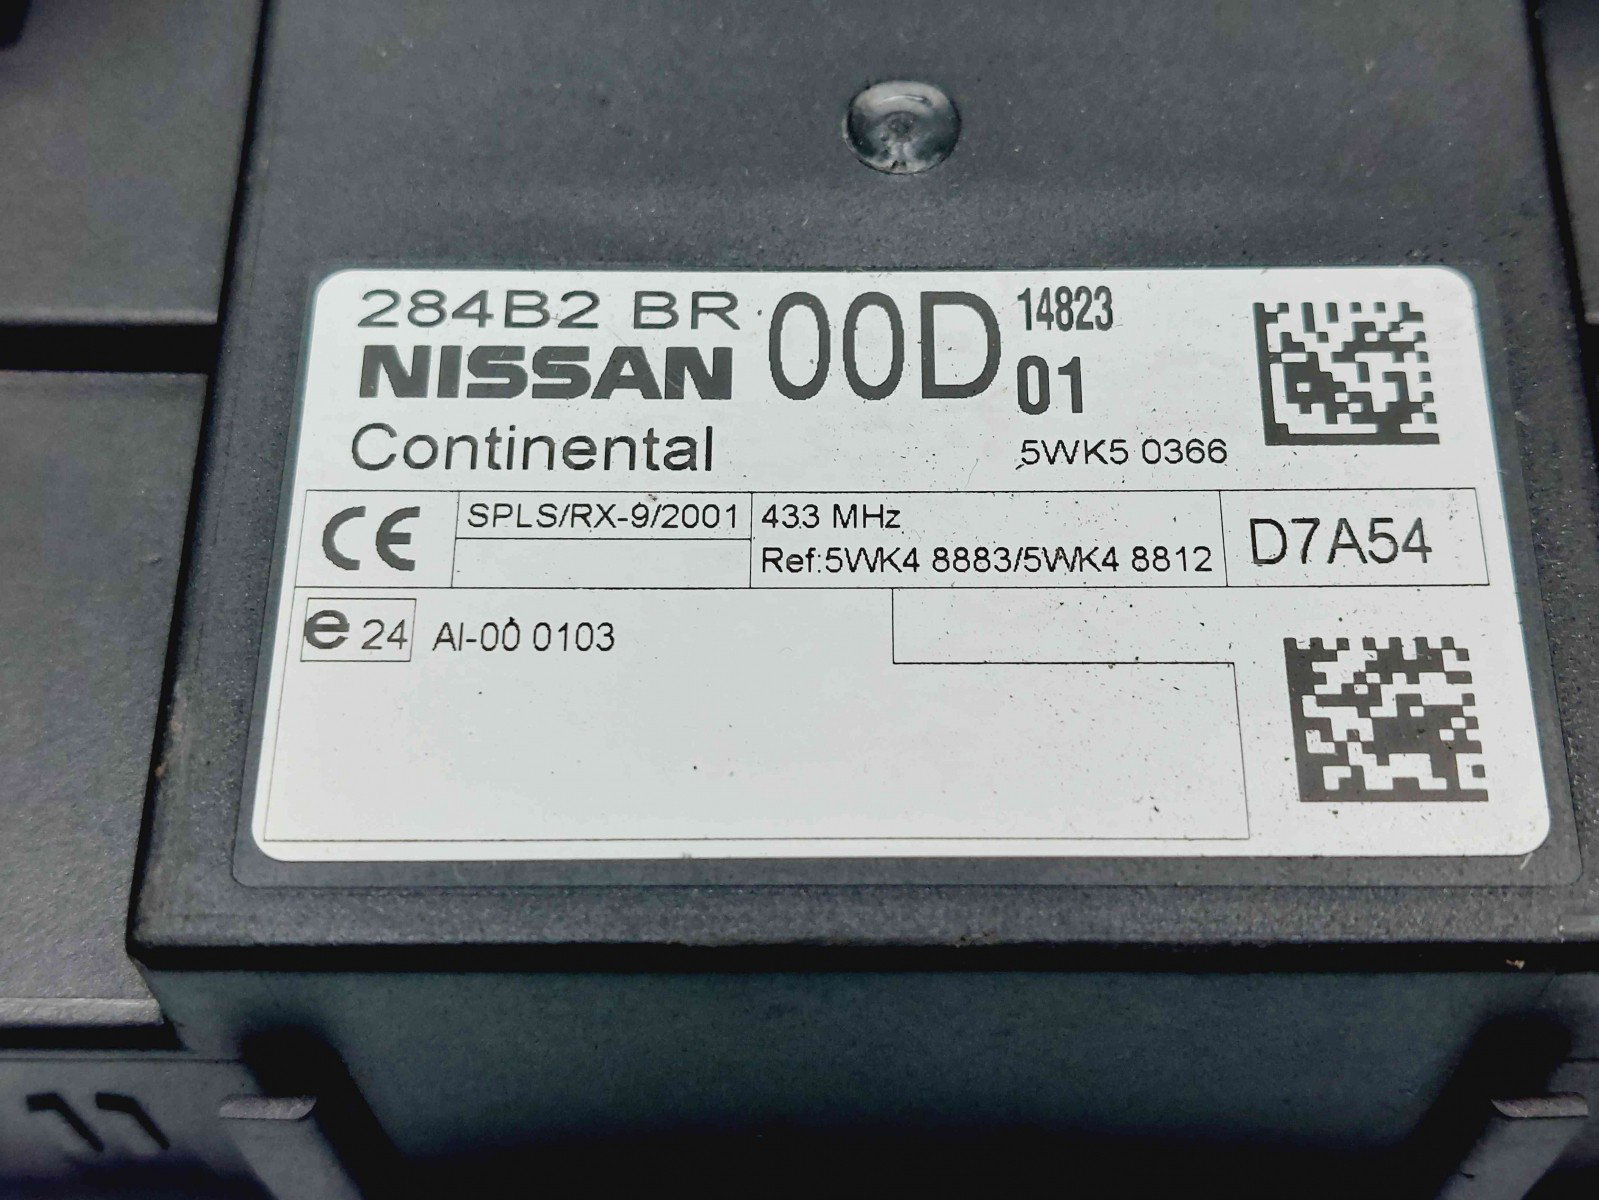 284B2 BR 00D 14823
NISSAN 01
Continental 5WK5 0366
CE SPLS/RX-9/2001 433 MHz D7A54
Ref:5WK4 8883/5WK4 8812
e 24 AI-00 0103